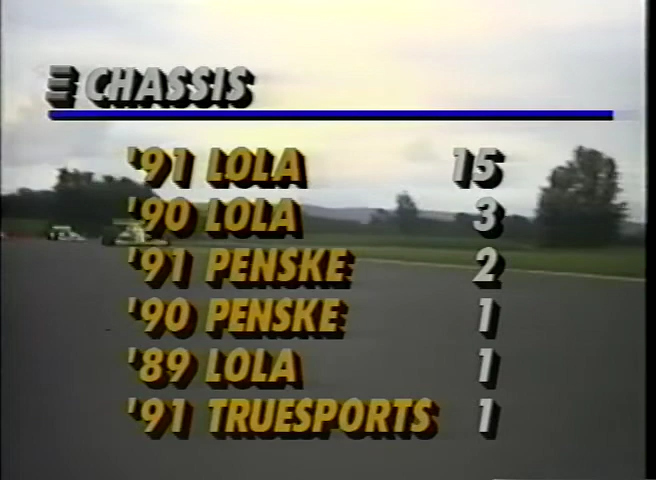 CHASSIS
'91 LOLA 15
'90 LOLA 3
'91 PENSKE 2
'90 PENSKE 1
'89 LOLA 1
'91 TRUESPORTS 1